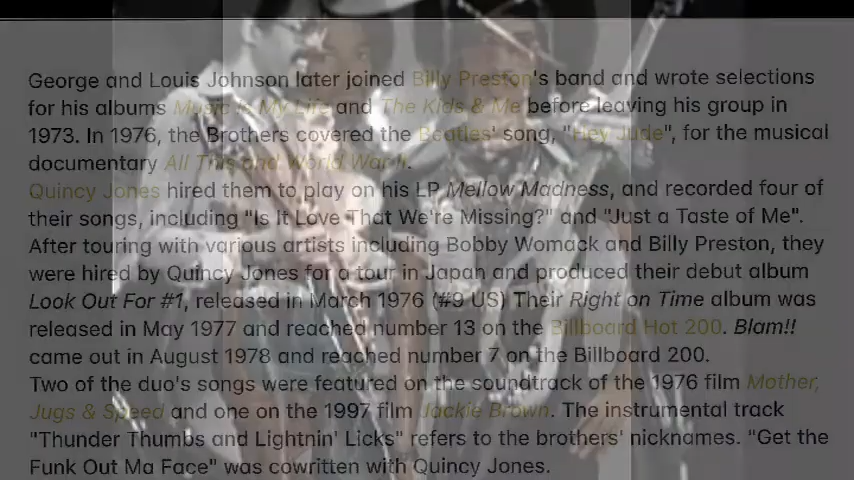 George and Louis Johnson later joined Billy Preston's band and wrote selections
for his albums Music Is My Life and The Kids & Me before leaving his group in
1973. In 1976, the Brothers covered the Beatles' song, "Hey Jude", for the musical
documentary All This and World War II.
Quincy Jones hired them to play on his LP Mellow Madness, and recorded four of
their songs, including "Is It Love That We're Missing?" and "Just a Taste of Me".
After touring with various artists including Bobby Womack and Billy Preston, they
were hired by Quincy Jones for a tour in Japan and produced their debut album
Look Out For #1, released in March 1976 (#9 US) Their Right on Time album was
released in May 1977 and reached number 13 on the Billboard Hot 200. Blam!!
came out in August 1978 and reached number 7 on the Billboard 200.
Two of the duo's songs were featured on the soundtrack of the 1976 film Mother,
Jugs & Speed and one on the 1997 film Jackie Brown. The instrumental track
"Thunder Thumbs and Lightnin' Licks" refers to the brothers' nicknames. "Get the
Funk Out Ma Face" was cowritten with Quincy Jones.